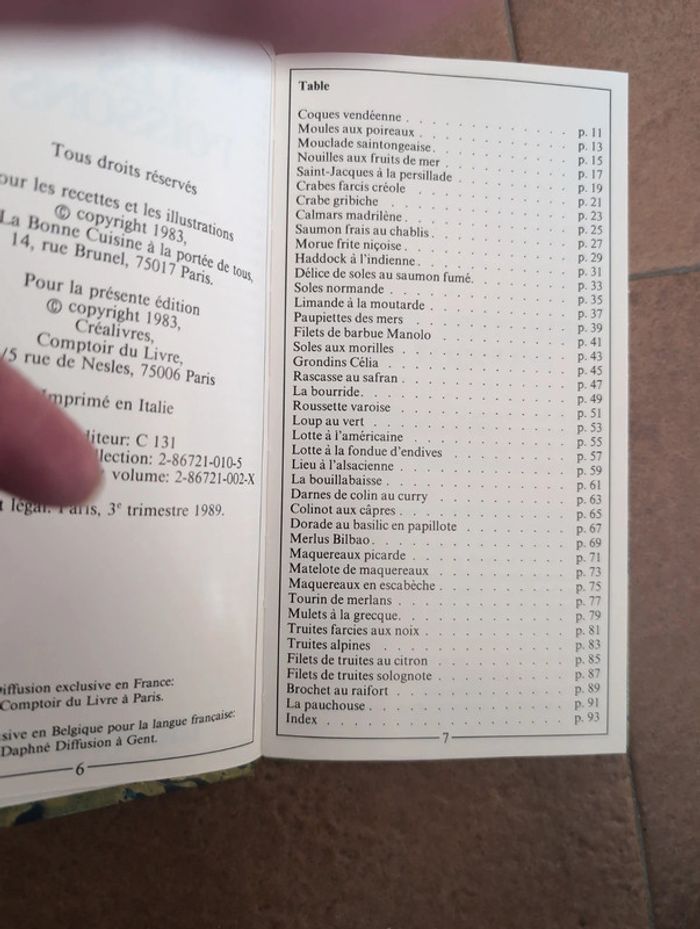 Tous droits réservés
our les recettes et les illustrations
© copyright 1983,
La Bonne Cuisine à la portée de tous,
14, rue Brunel, 75017 Paris.
Pour la présente édition
© copyright 1983,
Créalivres,
Comptoir du Livre,
/5 rue de Nesles, 75006 Paris
Imprimé en Italie
diteur: C 131
llection: 2-86721-010-5
volume: 2-86721-002-X
t légal: Paris, 3e trimestre 1989.
Diffusion exclusive en France:
Comptoir du Livre à Paris.
sive en Belgique pour la langue française:
Daphné Diffusion à Gent.
6
Table
Coques vendéenne . . . . . . . . . . . p. 11
Moules aux poireaux . . . . . . . . . . . p. 13
Mouclade saintongeaise . . . . . . . . . . . p. 15
Nouilles aux fruits de mer . . . . . . . . . . . p. 17
Saint-Jacques à la persillade . . . . . . . . . . . p. 19
Crabes farcis créole . . . . . . . . . . . p. 21
Crabe gribiche . . . . . . . . . . . p. 23
Calmars madrilène . . . . . . . . . . . p. 25
Saumon frais au chablis . . . . . . . . . . . p. 27
Morue frite niçoise . . . . . . . . . . . p. 29
Haddock à l'indienne . . . . . . . . . . . p. 31
Délice de soles au saumon fumé . . . . . . . . . . . p. 33
Soles normande . . . . . . . . . . . p. 35
Limande à la moutarde . . . . . . . . . . . p. 37
Paupiettes des mers . . . . . . . . . . . p. 39
Filets de barbue Manolo . . . . . . . . . . . p. 41
Soles aux morilles . . . . . . . . . . . p. 43
Grondins Célia . . . . . . . . . . . p. 45
Rascasse au safran . . . . . . . . . . . p. 47
La bourride . . . . . . . . . . . p. 49
Roussette varoise . . . . . . . . . . . p. 51
Loup au vert . . . . . . . . . . . p. 53
Lotte à l'américaine . . . . . . . . . . . p. 55
Lotte à la fondue d'endives . . . . . . . . . . . p. 57
Lieu à l'alsacienne . . . . . . . . . . . p. 59
La bouillabaisse . . . . . . . . . . . p. 61
Darnes de colin au curry . . . . . . . . . . . p. 63
Colinot aux câpres . . . . . . . . . . . p. 65
Dorade au basilic en papillote . . . . . . . . . . . p. 67
Merlus Bilbao . . . . . . . . . . . p. 69
Maquereaux picarde . . . . . . . . . . . p. 71
Matelote de maquereaux . . . . . . . . . . . p. 73
Maquereaux en escabèche . . . . . . . . . . . p. 75
Tourin de merlans . . . . . . . . . . . p. 77
Mulets à la grecque . . . . . . . . . . . p. 79
Truites farcies aux noix . . . . . . . . . . . p. 81
Truites alpines . . . . . . . . . . . p. 83
Filets de truites au citron . . . . . . . . . . . p. 85
Filets de truites solognote . . . . . . . . . . . p. 87
Brochet au raifort . . . . . . . . . . . p. 89
La pauchouse . . . . . . . . . . . p. 91
Index . . . . . . . . . . . p. 93
7